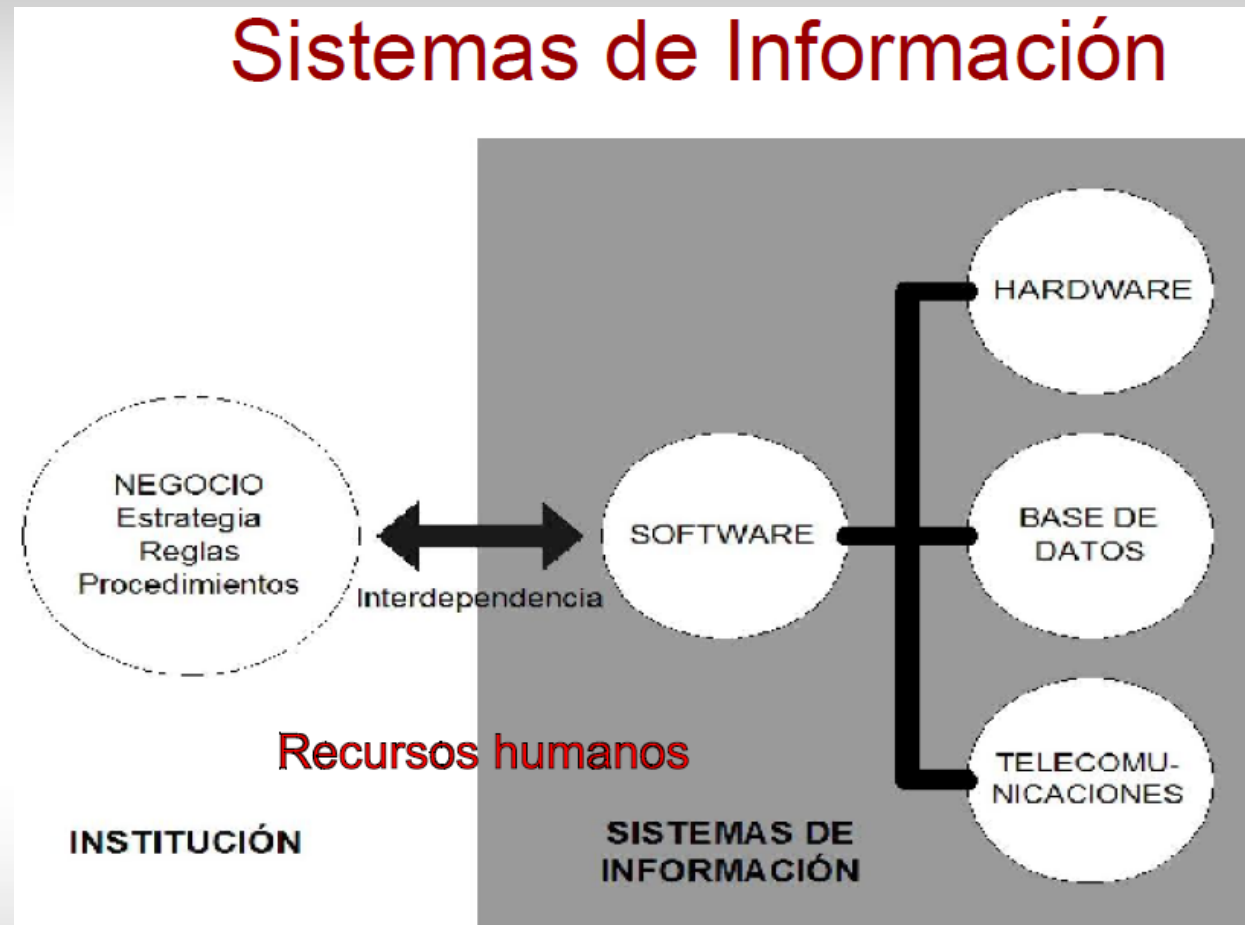 Sistemas de Información
HARDWARE
NEGOCIO
Estrategia
Reglas
Procedimientos
Interdependencia
SOFTWARE
BASE DE
DATOS
Recursos humanos
TELECOMU-
NICACIONES
INSTITUCIÓN
SISTEMAS DE
INFORMACIÓN